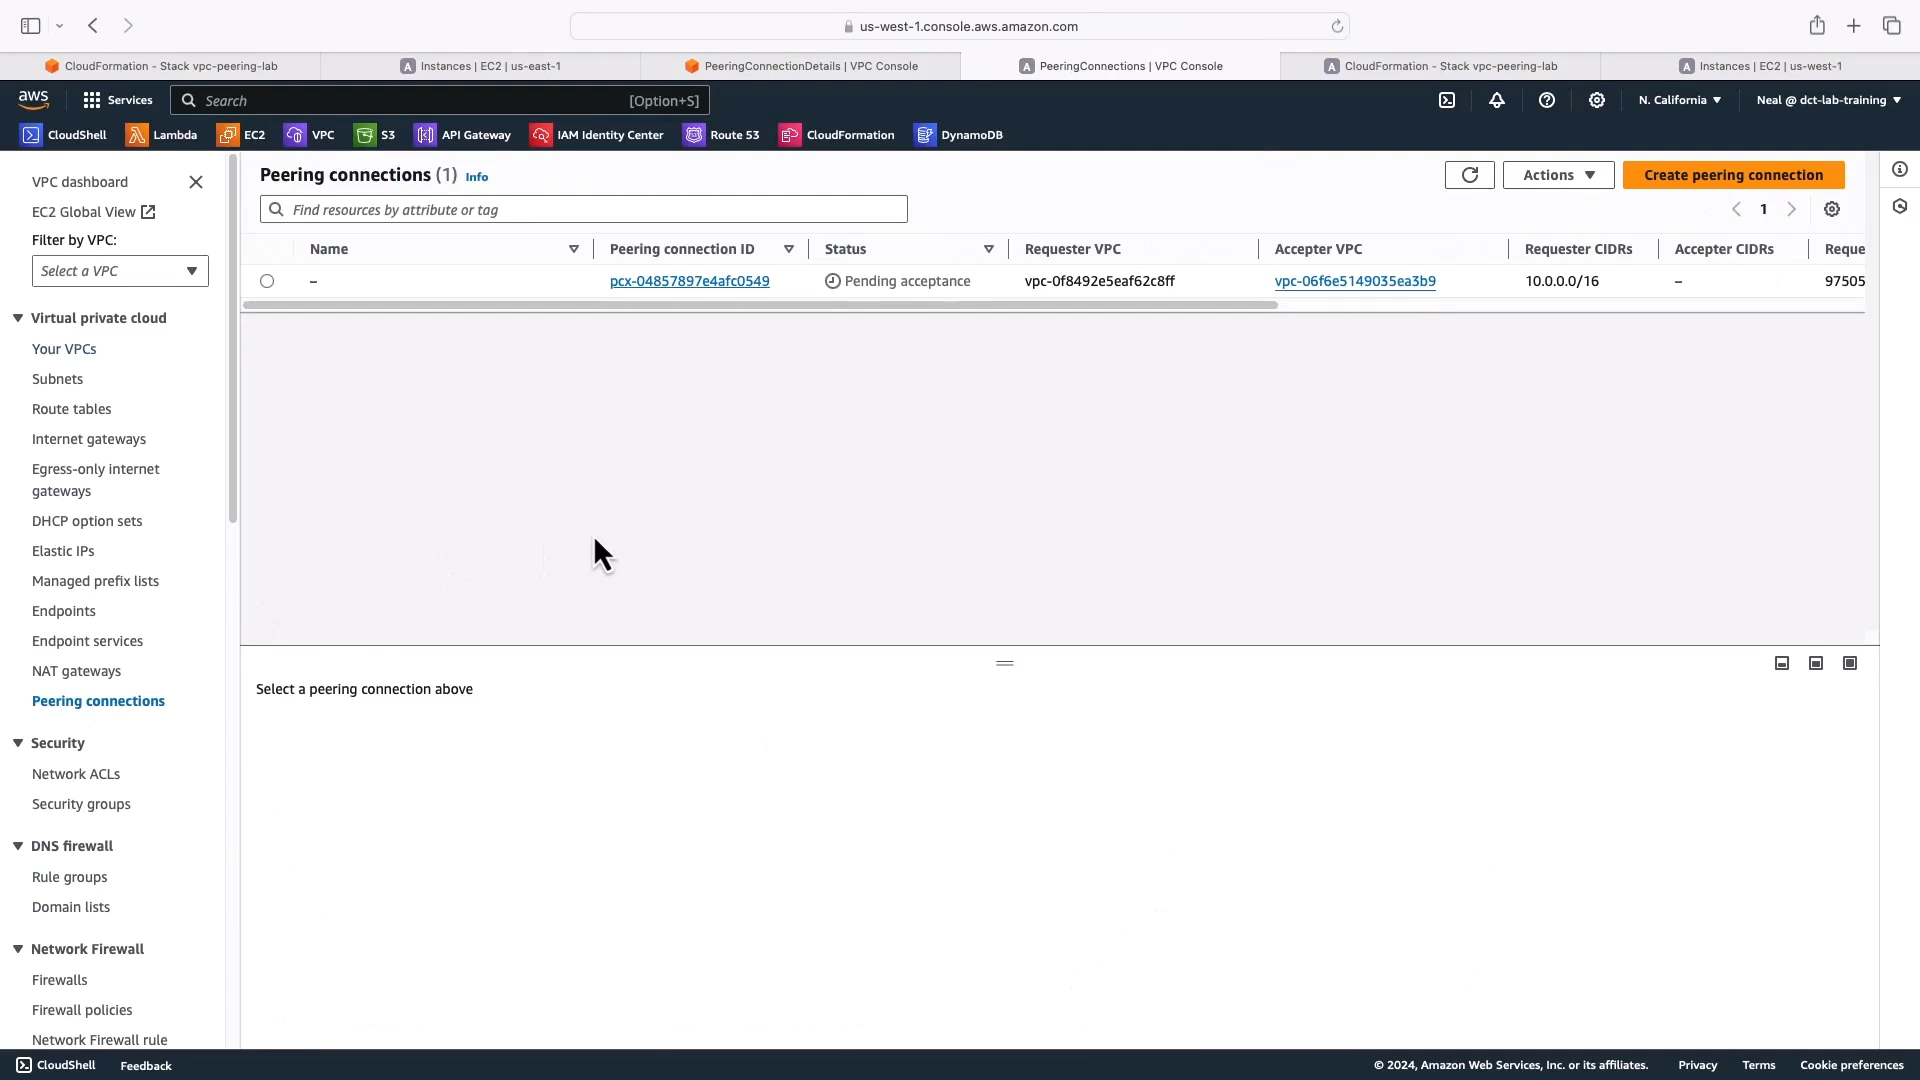 us-west-1.console.aws.amazon.com
CloudFormation - Stack vpc-peering-lab
Instances | EC2 | us-east-1
PeeringConnectionDetails | VPC Console
PeeringConnections | VPC Console
CloudFormation - Stack vpc-peering-lab
Instances | EC2 | us-west-1
aws Services Search [Option+S] N. California Neal @ dct-lab-training
CloudShell Lambda EC2 VPC S3 API Gateway IAM Identity Center Route 53 CloudFormation DynamoDB
VPC dashboard
EC2 Global View
Filter by VPC:
Select a VPC
Virtual private cloud
Your VPCs
Subnets
Route tables
Internet gateways
Egress-only internet
gateways
DHCP option sets
Elastic IPs
Managed prefix lists
Endpoints
Endpoint services
NAT gateways
Peering connections
Security
Network ACLs
Security groups
DNS firewall
Rule groups
Domain lists
Network Firewall
Firewalls
Firewall policies
Network Firewall rule
Peering connections (1) Info
Actions
Create peering connection
Find resources by attribute or tag
1
Name Peering connection ID Status Requester VPC Accepter VPC Requester CIDRs Accepter CIDRs Reque
– pcx-04857897e4afc0549 Pending acceptance vpc-0f8492e5eaf62c8ff vpc-06f6e5149035ea3b9 10.0.0.0/16 – 97505
Select a peering connection above
CloudShell Feedback © 2024, Amazon Web Services, Inc. or its affiliates. Privacy Terms Cookie preferences